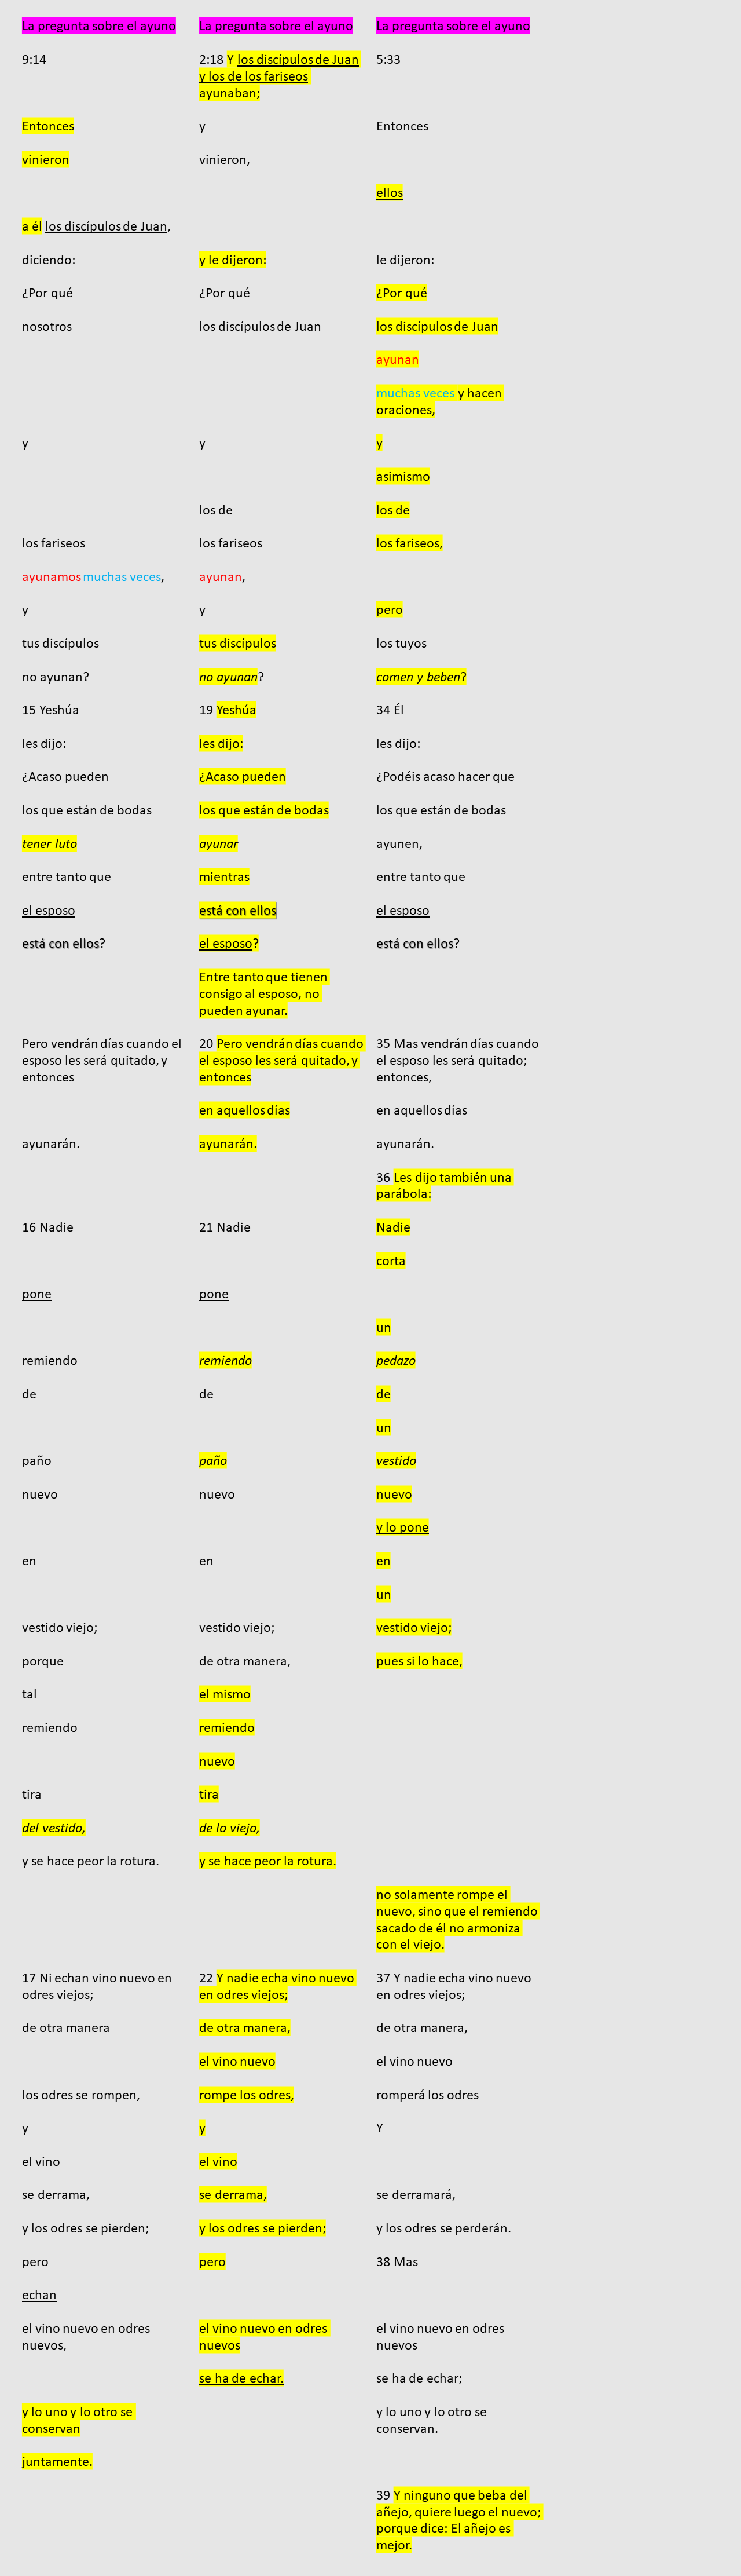 La pregunta sobre el ayuno
9:14
Entonces
vinieron
a él los discípulos de Juan,
diciendo:
¿Por qué
nosotros
y
los fariseos
ayunamos muchas veces,
y
tus discípulos
no ayunan?
15 Yeshúa
les dijo:
¿Acaso pueden
los que están de bodas
tener luto
entre tanto que
el esposo
está con ellos?
Pero vendrán días cuando el
esposo les será quitado, y
entonces
ayunarán.
16 Nadie
pone
remiendo
de
paño
nuevo
en
vestido viejo;
porque
tal
remiendo
tira
del vestido,
y se hace peor la rotura.
17 Ni echan vino nuevo en
odres viejos;
de otra manera
los odres se rompen,
y
el vino
se derrama,
y los odres se pierden;
pero
echan
el vino nuevo en odres
nuevos,
y lo uno y lo otro se
conservan
juntamente.
La pregunta sobre el ayuno
2:18 Y los discípulos de Juan
y los de los fariseos
ayunaban;
y
vinieron,
y le dijeron:
¿Por qué
los discípulos de Juan
y
los de
los fariseos
ayunan,
y
tus discípulos
no ayunan?
19 Yeshúa
les dijo:
¿Acaso pueden
los que están de bodas
ayunar
mientras
está con ellos
el esposo?
Entre tanto que tienen
consigo al esposo, no
pueden ayunar.
20 Pero vendrán días cuando
el esposo les será quitado, y
entonces
en aquellos días
ayunarán.
21 Nadie
pone
remiendo
de
paño
nuevo
en
vestido viejo;
de otra manera,
el mismo
remiendo
nuevo
tira
de lo viejo,
y se hace peor la rotura.
22 Y nadie echa vino nuevo
en odres viejos;
de otra manera,
el vino nuevo
rompe los odres,
y
el vino
se derrama,
y los odres se pierden;
pero
el vino nuevo en odres
nuevos
se ha de echar.
La pregunta sobre el ayuno
5:33
Entonces
ellos
le dijeron:
¿Por qué
los discípulos de Juan
ayunan
muchas veces y hacen
oraciones,
y
asimismo
los de
los fariseos,
pero
los tuyos
comen y beben?
34 Él
les dijo:
¿Podéis acaso hacer que
los que están de bodas
ayunen,
entre tanto que
el esposo
está con ellos?
35 Mas vendrán días cuando
el esposo les será quitado;
entonces,
en aquellos días
ayunarán.
36 Les dijo también una
parábola:
Nadie
corta
un
pedazo
de
un
vestido
nuevo
y lo pone
en
un
vestido viejo;
pues si lo hace,
no solamente rompe el
nuevo, sino que el remiendo
sacado de él no armoniza
con el viejo.
37 Y nadie echa vino nuevo
en odres viejos;
de otra manera,
el vino nuevo
romperá los odres
Y
se derramará,
y los odres se perderán.
38 Mas
el vino nuevo en odres
nuevos
se ha de echar;
y lo uno y lo otro se
conservan.
39 Y ninguno que beba del
añejo, quiere luego el nuevo;
porque dice: El añejo es
mejor.